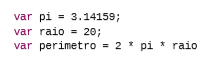 var pi = 3.14159;
var raio = 20;
var perimetro = 2 * pi * raio